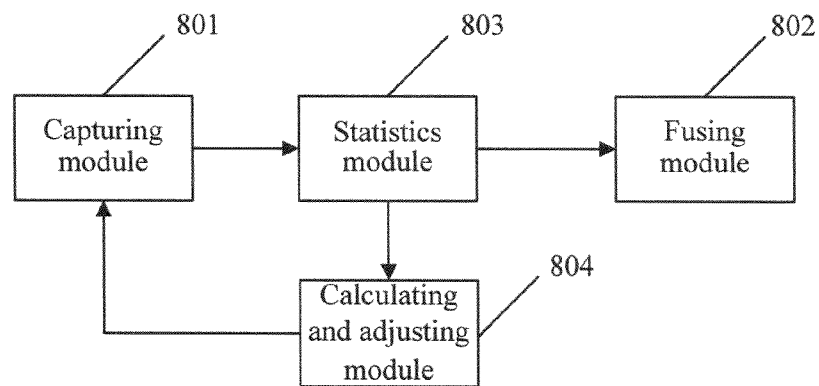 801
803
802
Capturing
module
Statistics
module
Fusing
module
804
Calculating
and adjusting
module